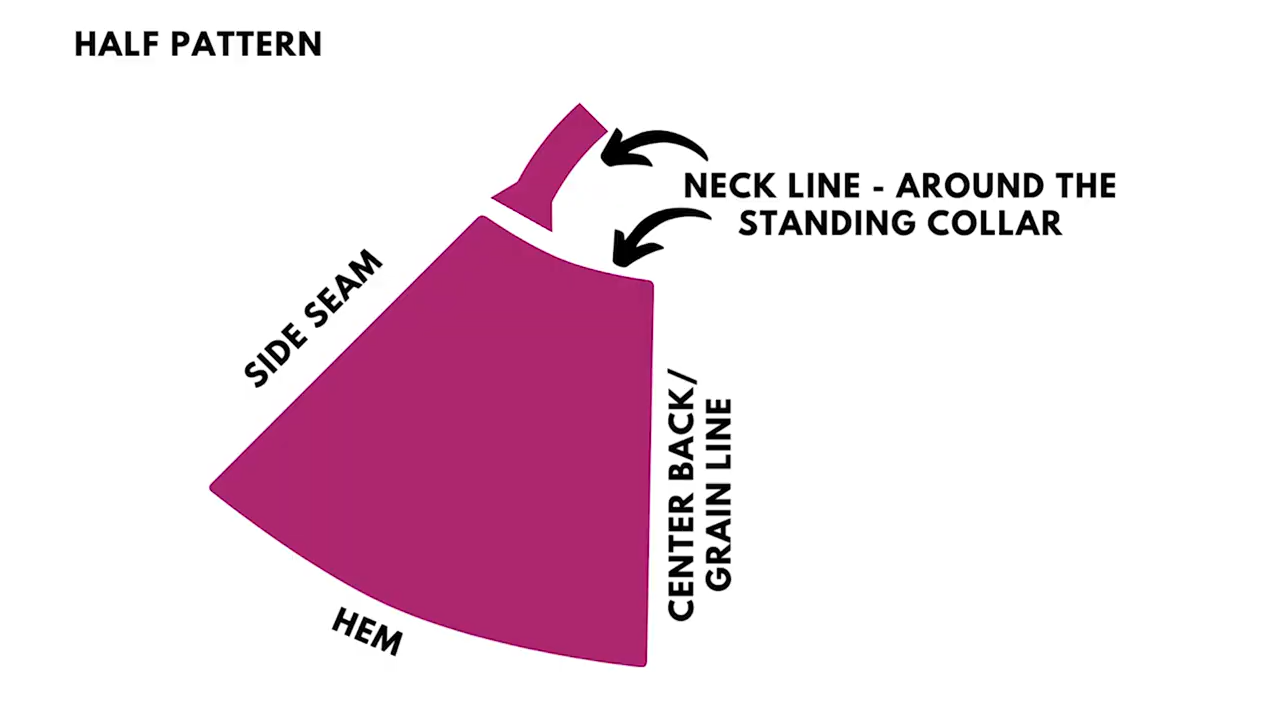 HALF PATTERN
NECK LINE - AROUND THE
STANDING COLLAR
SIDE SEAM
CENTER BACK/
GRAIN LINE
HEM